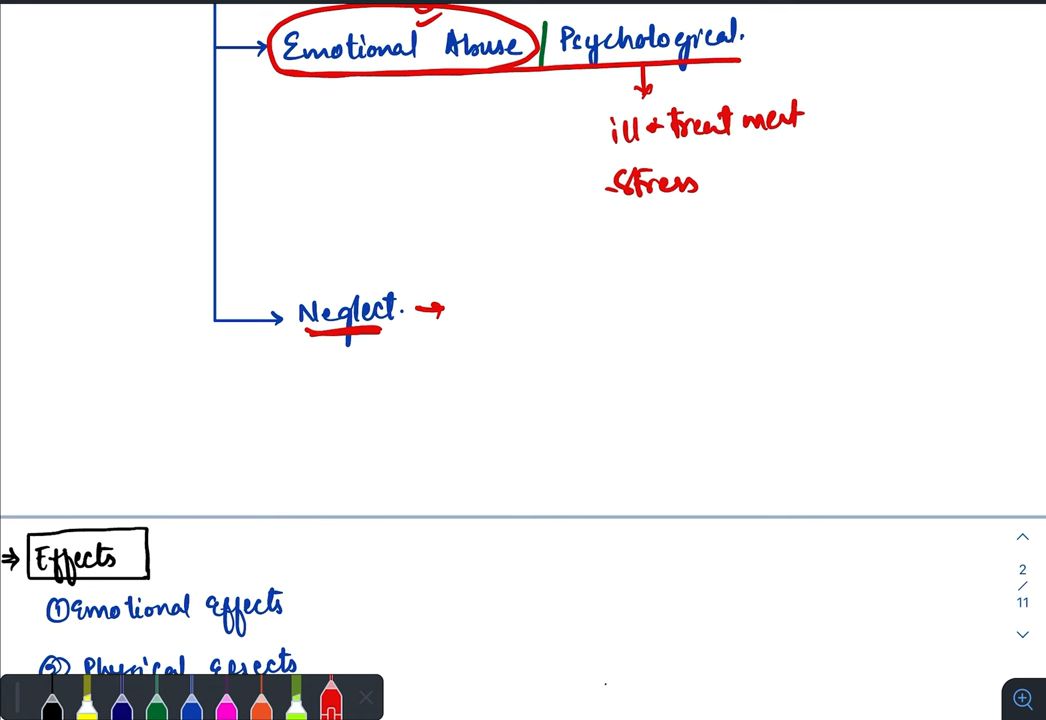 Emotional Abuse | Psychological.
ill treatment
Stress
Neglect. →
⇒ Effects
① Emotional Effects
② Physical Effects
2
/
11